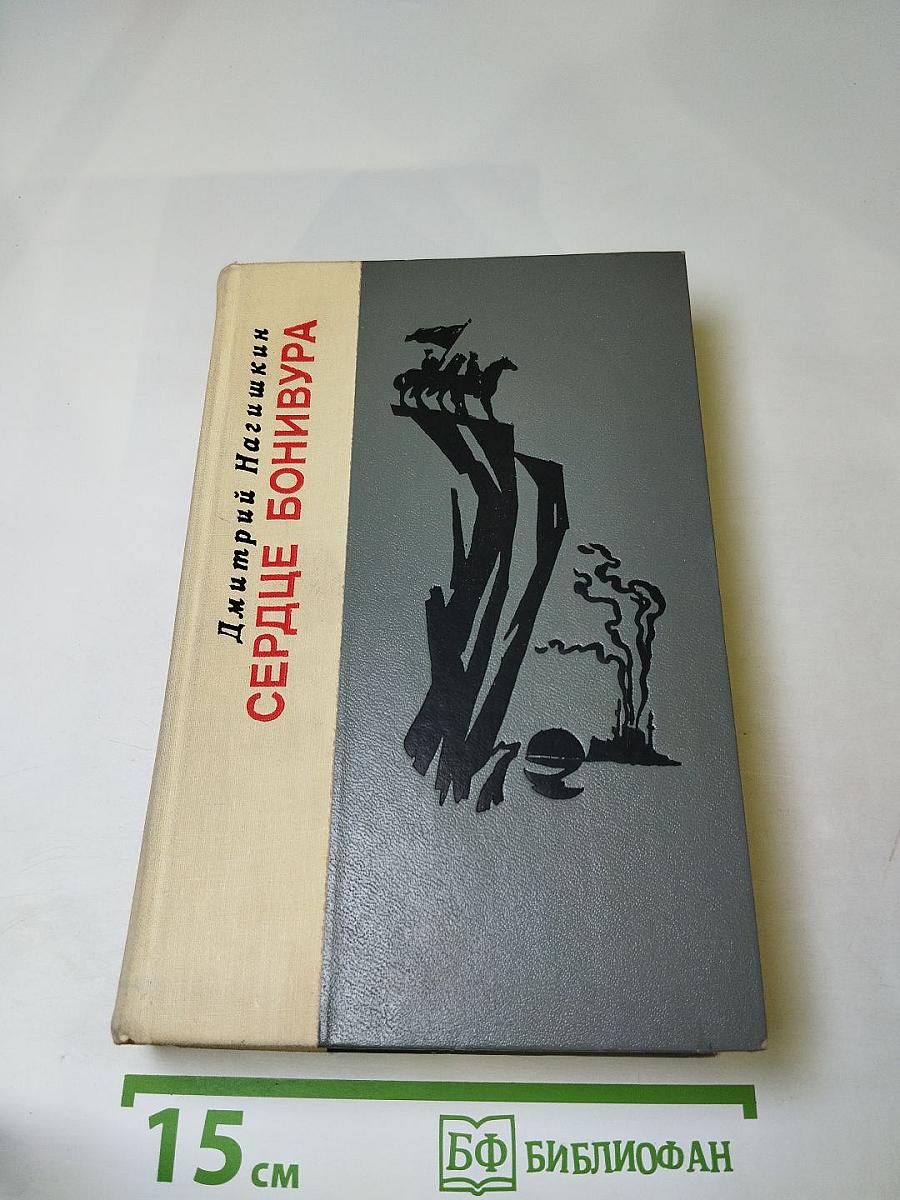 Дмитрий Нагишкин
СЕРДЦЕ БОНИВУРА
15 см
БФ БИБЛИОФАН